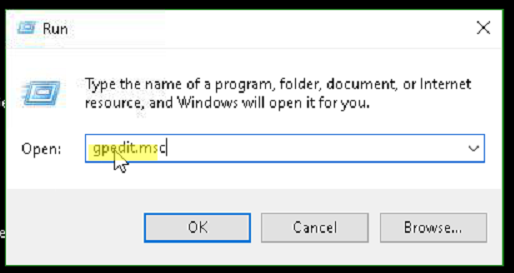 Run
Type the name of a program, folder, document, or Internet
resource, and Windows will open it for you.
Open: gpedit.msc
OK Cancel Browse...